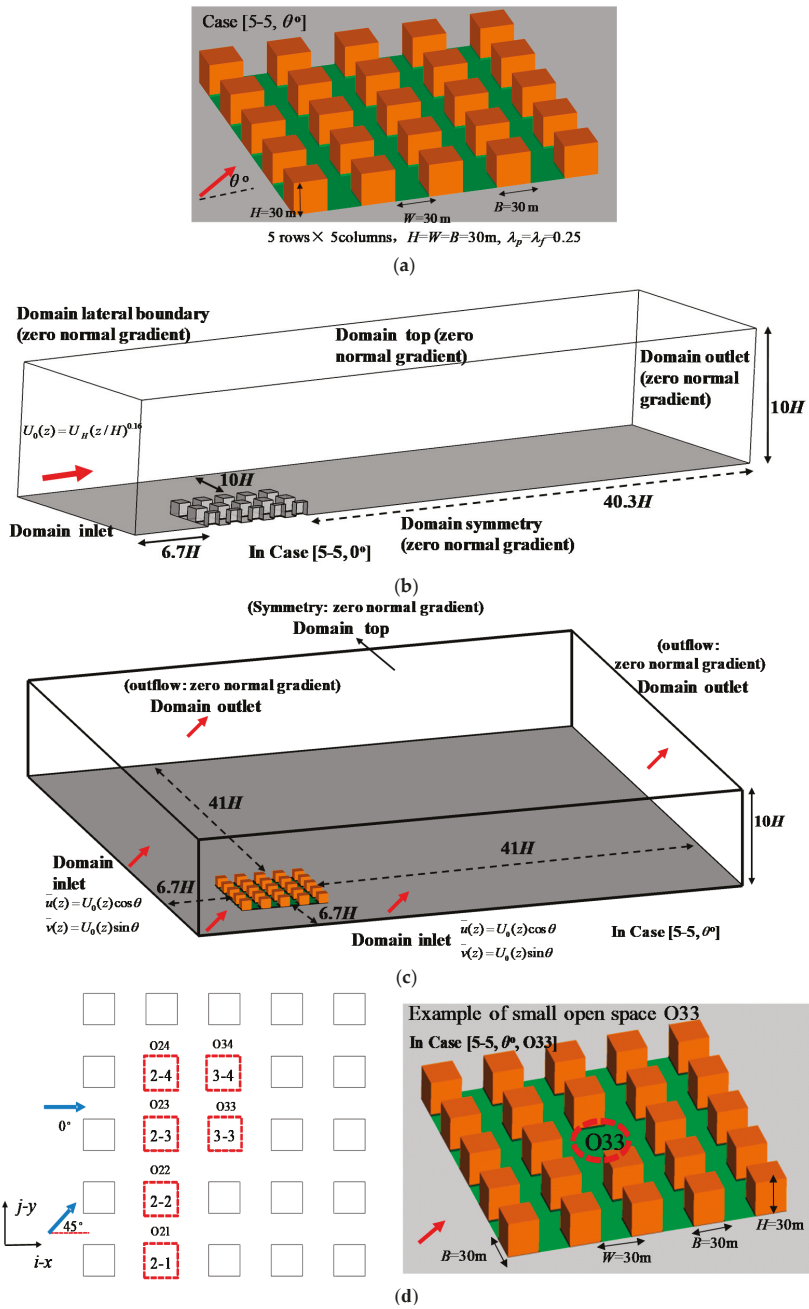 Case [5-5, θ°]
θ°
H=30 m
W=30 m
B=30 m
5 rows× 5columns, H=W=B=30m, λp=λf=0.25
(a)
Domain lateral boundary
(zero normal gradient)
Domain top (zero
normal gradient)
Domain outlet
(zero normal
gradient)
10H
U0(z)=UH(z/H)^0.16
10H
40.3H
Domain inlet
Domain symmetry
(zero normal gradient)
6.7H
In Case [5-5, 0°]
(b)
(Symmetry: zero normal gradient)
Domain top
(outflow:
zero normal gradient)
Domain outlet
(outflow: zero normal gradient)
Domain outlet
41H
10H
41H
Domain
inlet
6.7H
u̅(z)=U0(z)cosθ
v̅(z)=U0(z)sinθ
6.7H
Domain inlet
u̅(z)=U0(z)cosθ
v̅(z)=U0(z)sinθ
In Case [5-5, θ°]
(c)
O24
O34
2-4
3-4
O23
O33
0°
2-3
3-3
O22
2-2
j-y
45°
O21
i-x
2-1
Example of small open space O33
In Case [5-5, θ°, O33]
O33
H=30m
B=30m
W=30m
B=30m
(d)